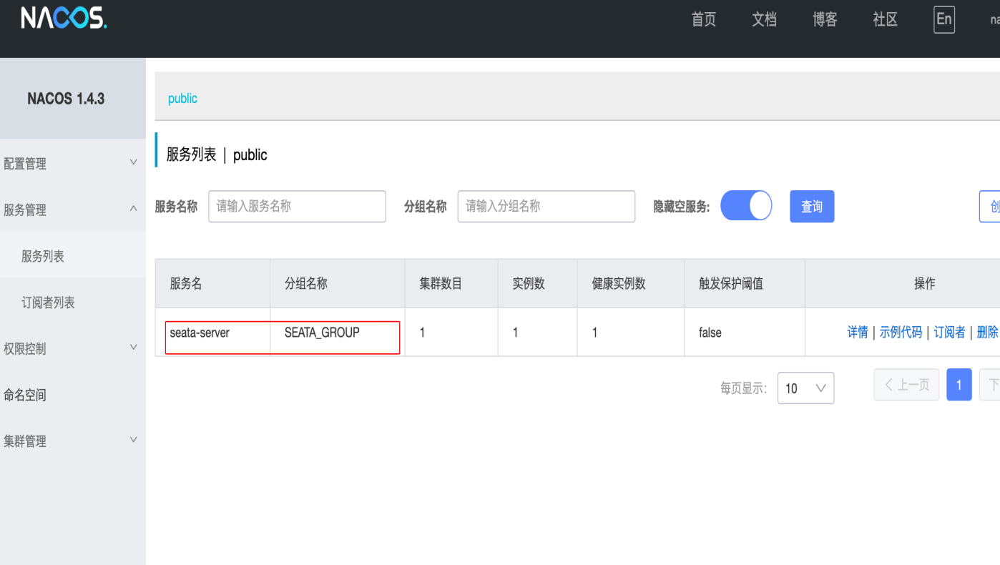 NACOS.
首页 文档 博客 社区 En na
NACOS 1.4.3
配置管理
服务管理
服务列表
订阅者列表
权限控制
命名空间
集群管理
public
服务列表 | public
服务名称 请输入服务名称 分组名称 请输入分组名称 隐藏空服务: 查询 创
服务名 分组名称 集群数目 实例数 健康实例数 触发保护阈值 操作
seata-server SEATA_GROUP 1 1 1 false 详情 | 示例代码 | 订阅者 | 删除
每页显示: 10 上一页 1 下